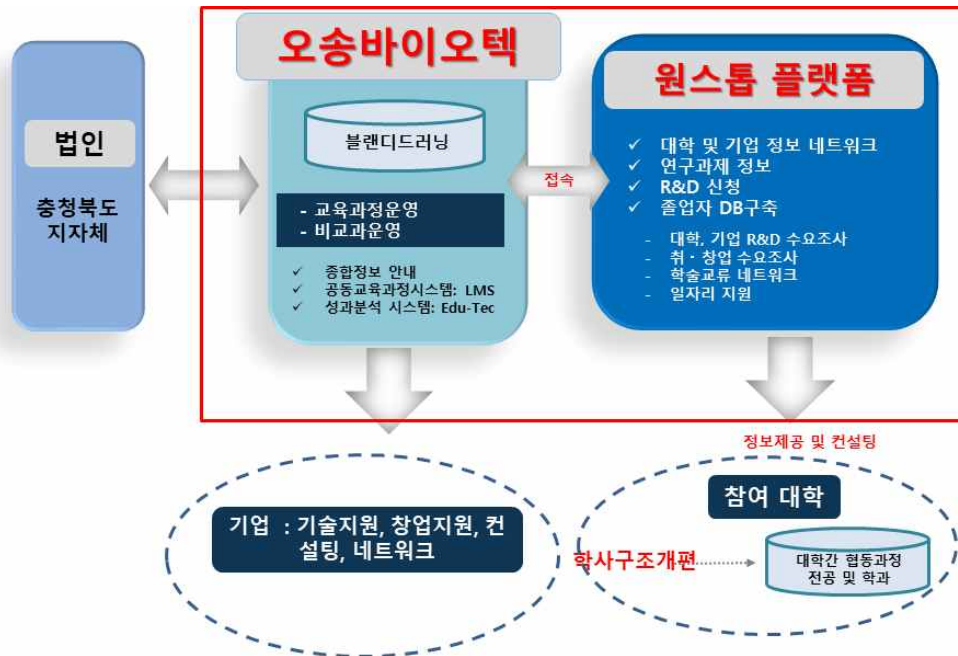 오송바이오텍
원스톱 플랫폼
법인
충청북도
지자체
블랜디드러닝
- 교육과정운영
- 비교과운영
✓ 종합정보 안내
✓ 공동교육과정시스템: LMS
✓ 성과분석 시스템: Edu-Tec
접속
✓ 대학 및 기업 정보 네트워크
✓ 연구과제 정보
✓ R&D 신청
✓ 졸업자 DB구축
- 대학, 기업 R&D 수요조사
- 취·창업 수요조사
- 학술교류 네트워크
- 일자리 지원
정보제공 및 컨설팅
기업 : 기술지원, 창업지원, 컨
설팅, 네트워크
참여 대학
학사구조개편
대학간 협동과정
전공 및 학과